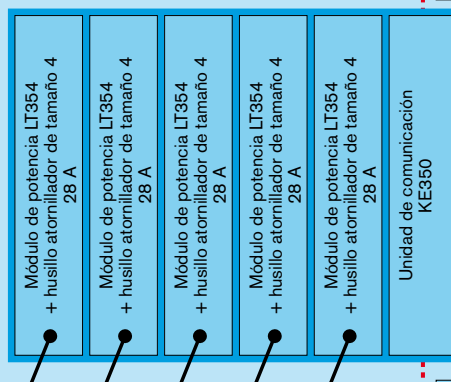 Módulo de potencia LT354
+ husillo atornillador de tamaño 4
28 A
Módulo de potencia LT354
+ husillo atornillador de tamaño 4
28 A
Módulo de potencia LT354
+ husillo atornillador de tamaño 4
28 A
Módulo de potencia LT354
+ husillo atornillador de tamaño 4
28 A
Módulo de potencia LT354
+ husillo atornillador de tamaño 4
28 A
Unidad de comunicación
KE350